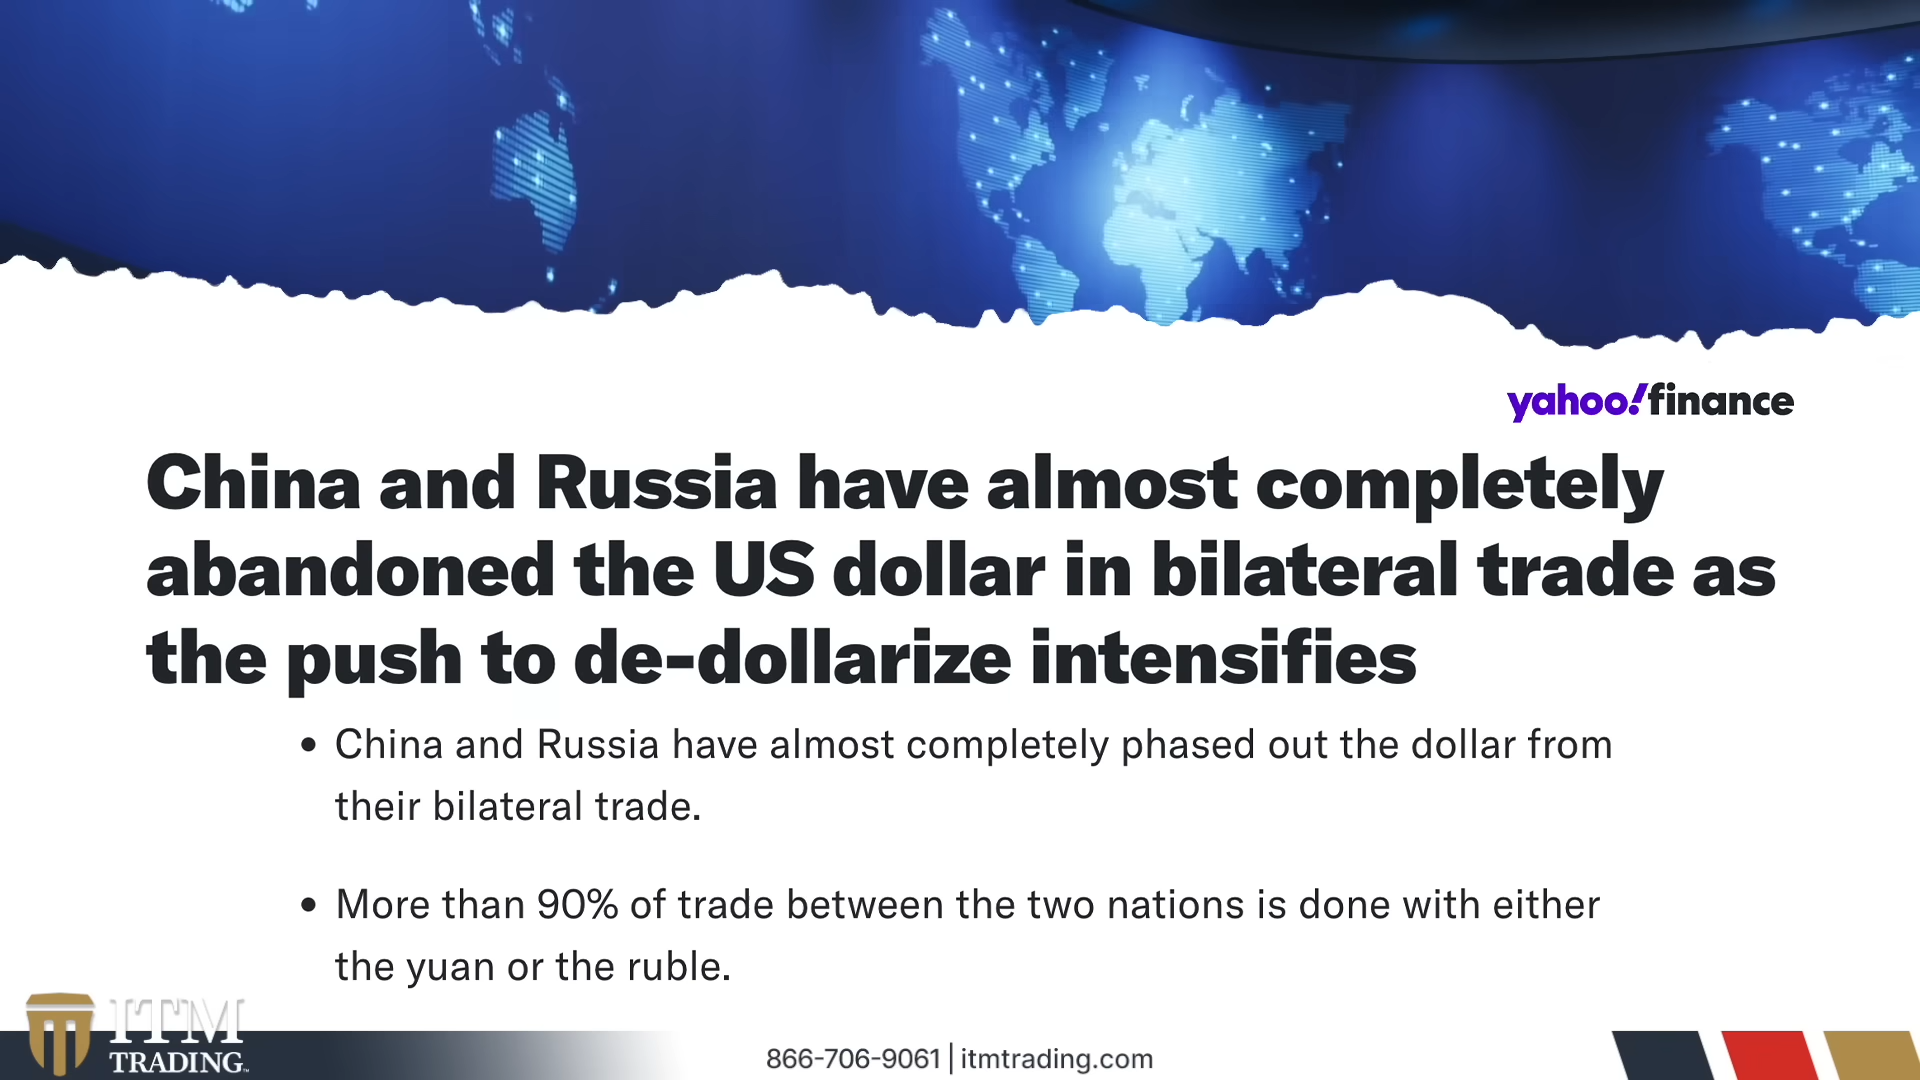 yahoo!finance
China and Russia have almost completely
abandoned the US dollar in bilateral trade as
the push to de-dollarize intensifies
• China and Russia have almost completely phased out the dollar from
their bilateral trade.
• More than 90% of trade between the two nations is done with either
the yuan or the ruble.
ITM
TRADING™
866-706-9061 | itmtrading.com